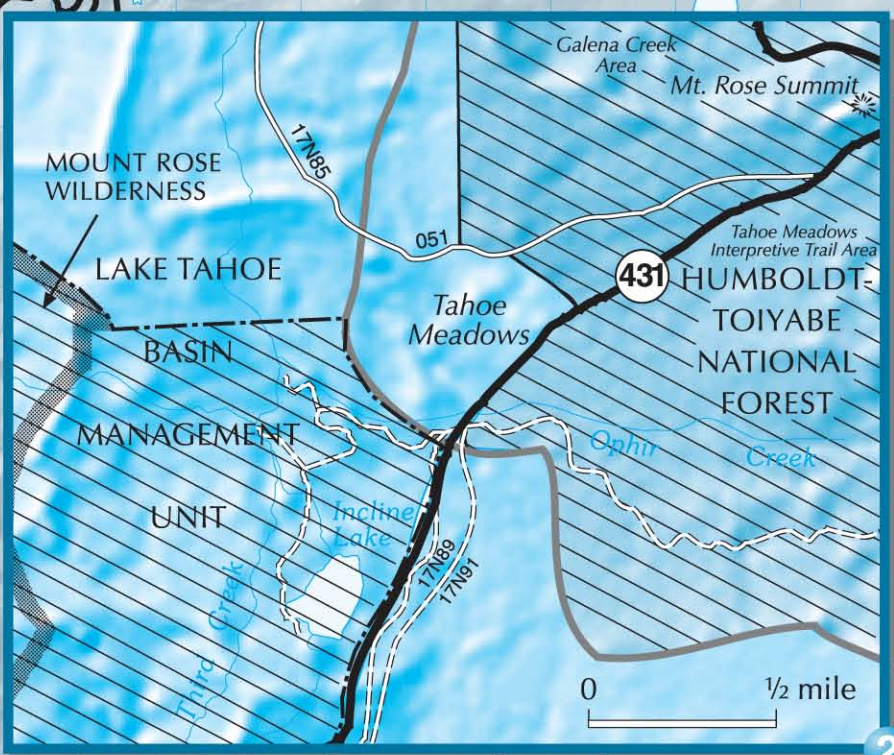 Galena Creek
Area
Mt. Rose Summit
17N85
MOUNT ROSE
WILDERNESS
051
Tahoe Meadows
Interpretive Trail Area
LAKE TAHOE
BASIN
MANAGEMENT
UNIT
431
HUMBOLDT-
TOIYABE
NATIONAL
FOREST
Tahoe
Meadows
Ophir
Creek
Incline
Lake
17N89
17N91
Third Creek
0
½ mile